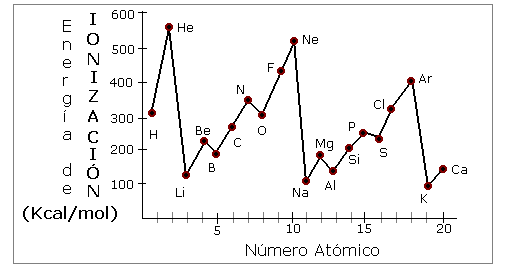 Energía de
IONIZACIÓN
(Kcal/mol)
600
500
400
300
200
100
H
He
Li
Be
B
C
N
O
F
Ne
Na
Mg
Al
Si
P
S
Cl
Ar
K
Ca
5
10
15
20
Número Atómico